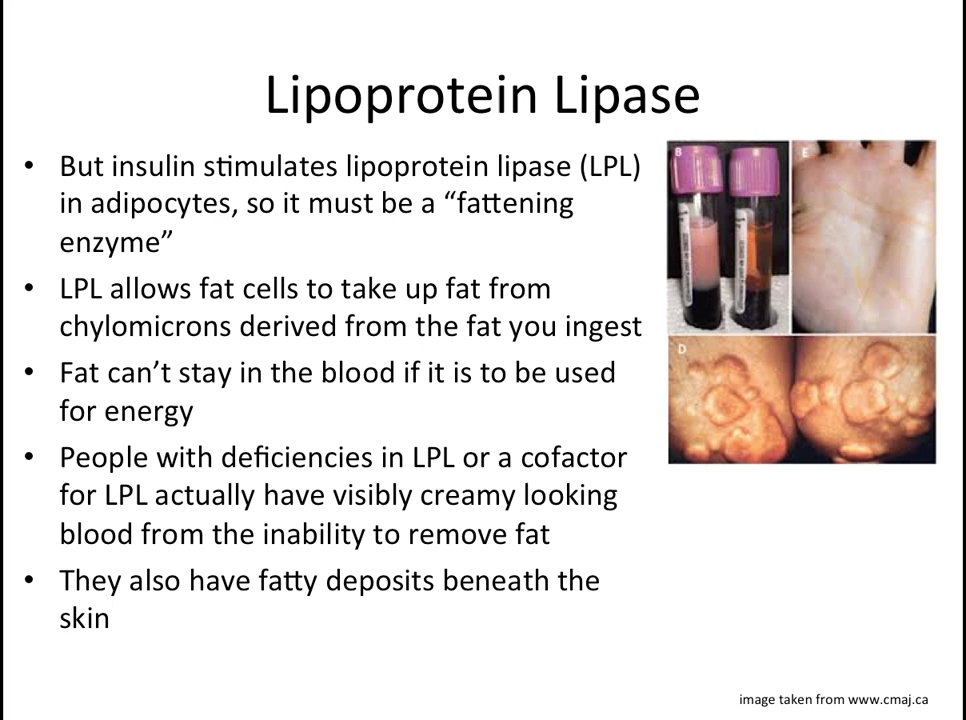 Lipoprotein Lipase
• But insulin stimulates lipoprotein lipase (LPL)
in adipocytes, so it must be a “fattening
enzyme”
• LPL allows fat cells to take up fat from
chylomicrons derived from the fat you ingest
• Fat can’t stay in the blood if it is to be used
for energy
• People with deficiencies in LPL or a cofactor
for LPL actually have visibly creamy looking
blood from the inability to remove fat
• They also have fatty deposits beneath the
skin
B
E
D
image taken from www.cmaj.ca